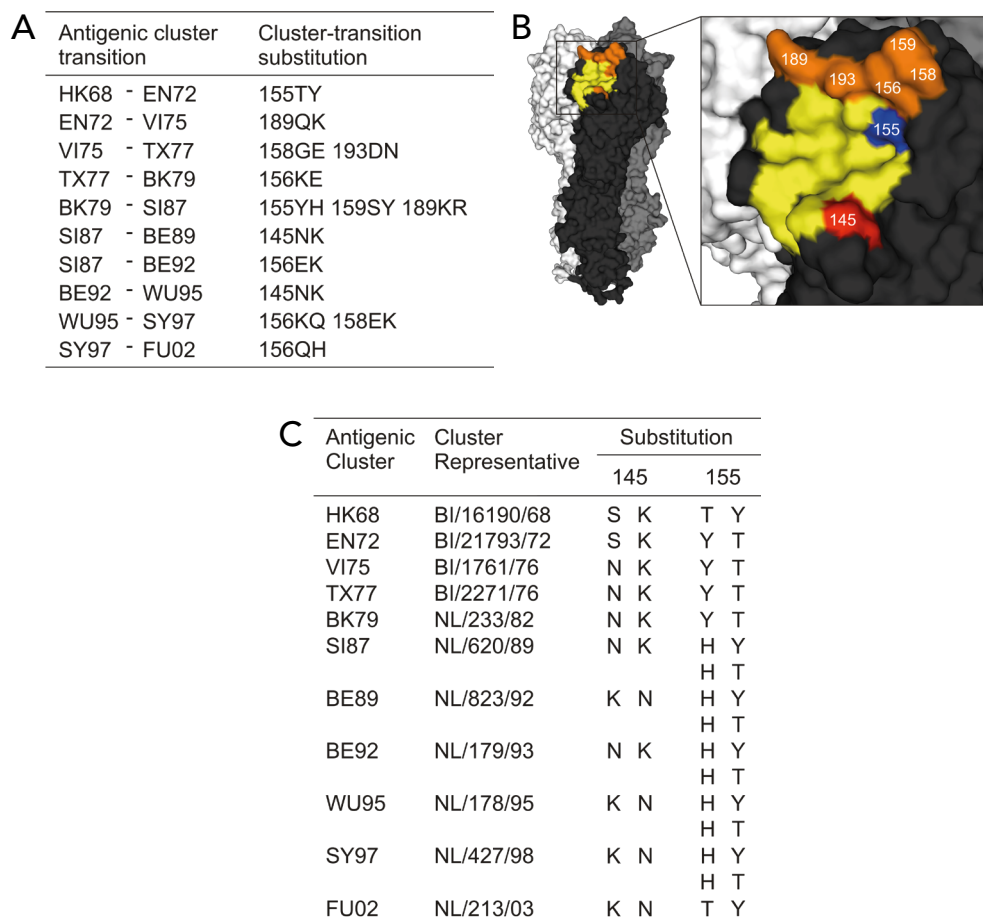 A
Antigenic cluster transition
Cluster-transition substitution
HK68 - EN72 155TY
EN72 - VI75 189QK
VI75 - TX77 158GE 193DN
TX77 - BK79 156KE
BK79 - SI87 155YH 159SY 189KR
SI87 - BE89 145NK
SI87 - BE92 156EK
BE92 - WU95 145NK
WU95 - SY97 156KQ 158EK
SY97 - FU02 156QH
B
189
193
159
156
158
155
145
C
Antigenic Cluster
Cluster Representative
Substitution
145 155
HK68 BI/16190/68 S K T Y
EN72 BI/21793/72 S K Y T
VI75 BI/1761/76 N K Y T
TX77 BI/2271/76 N K Y T
BK79 NL/233/82 N K Y T
SI87 NL/620/89 N K H Y
H T
BE89 NL/823/92 K N H Y
H T
BE92 NL/179/93 N K H Y
H T
WU95 NL/178/95 K N H Y
H T
SY97 NL/427/98 K N H Y
H T
FU02 NL/213/03 K N T Y